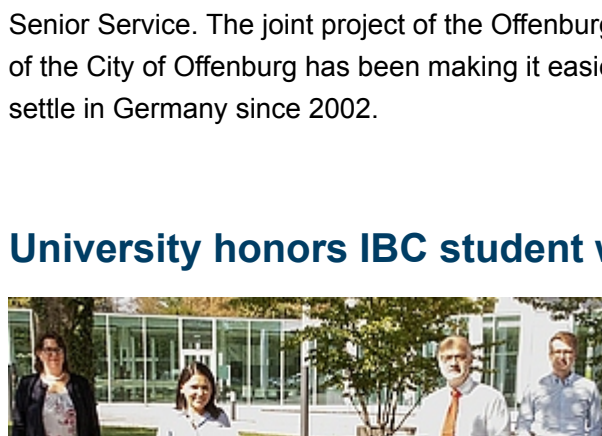 Senior Service. The joint project of the Offenburg
of the City of Offenburg has been making it
settle in Germany since 2002.
University honors IBC student